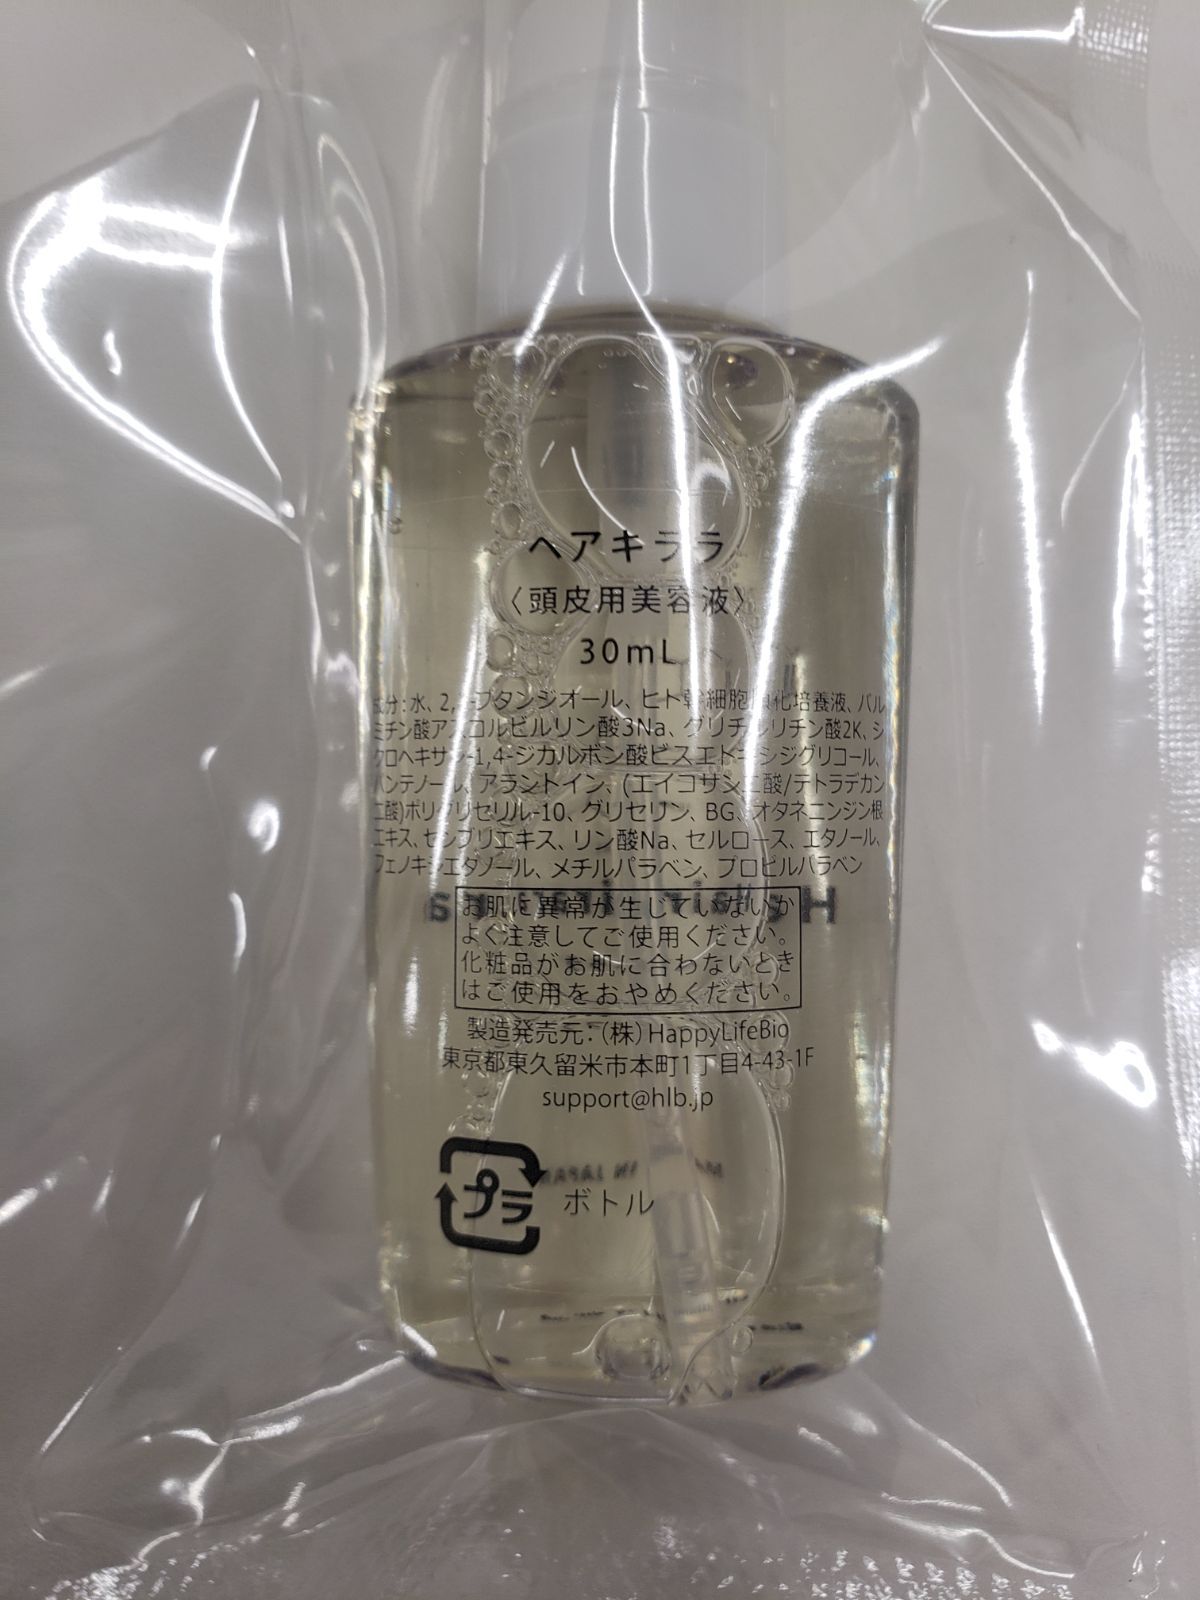 ヘアキララ
〈頭皮用美容液〉
30mL
成分：水、2,3-ブタンジオール、ヒト幹細胞順化培養液、パル
ミチン酸アスコルビルリン酸3Na、グリチルリチン酸2K、シ
クロヘキサン-1,4-ジカルボン酸ビスエトキシジグリコール、
パンテノール、アラントイン、(エイコサン二酸/テトラデカン
二酸)ポリグリセリル-10、グリセリン、BG、オタネニンジン根
エキス、センブリエキス、リン酸Na、セルロース、エタノール、
フェノキシエタノール、メチルパラベン、プロピルパラベン
お肌に異常が生じていないか
よく注意してご使用ください。
化粧品がお肌に合わないとき
はご使用をおやめください。
製造発売元：（株）HappyLifeBio
東京都東久留米市本町1丁目4-43-1F
support@hlb.jp
プラ ボトル